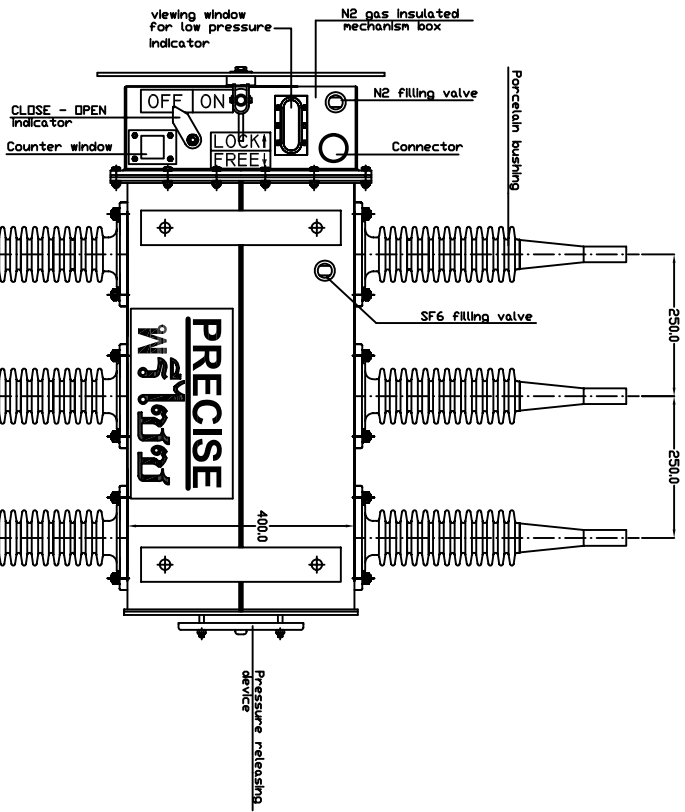 viewing window
for low pressure
indicator
N2 gas insulated
mechanism box
N2 filling valve
Connector
Porcelain bushing
CLOSE - OPEN
indicator
Counter window
OFF
ON
LOCK
FREE
SF6 filling valve
250.0
250.0
PRECISE
พรีไซซ
400.0
Pressure releasing
device